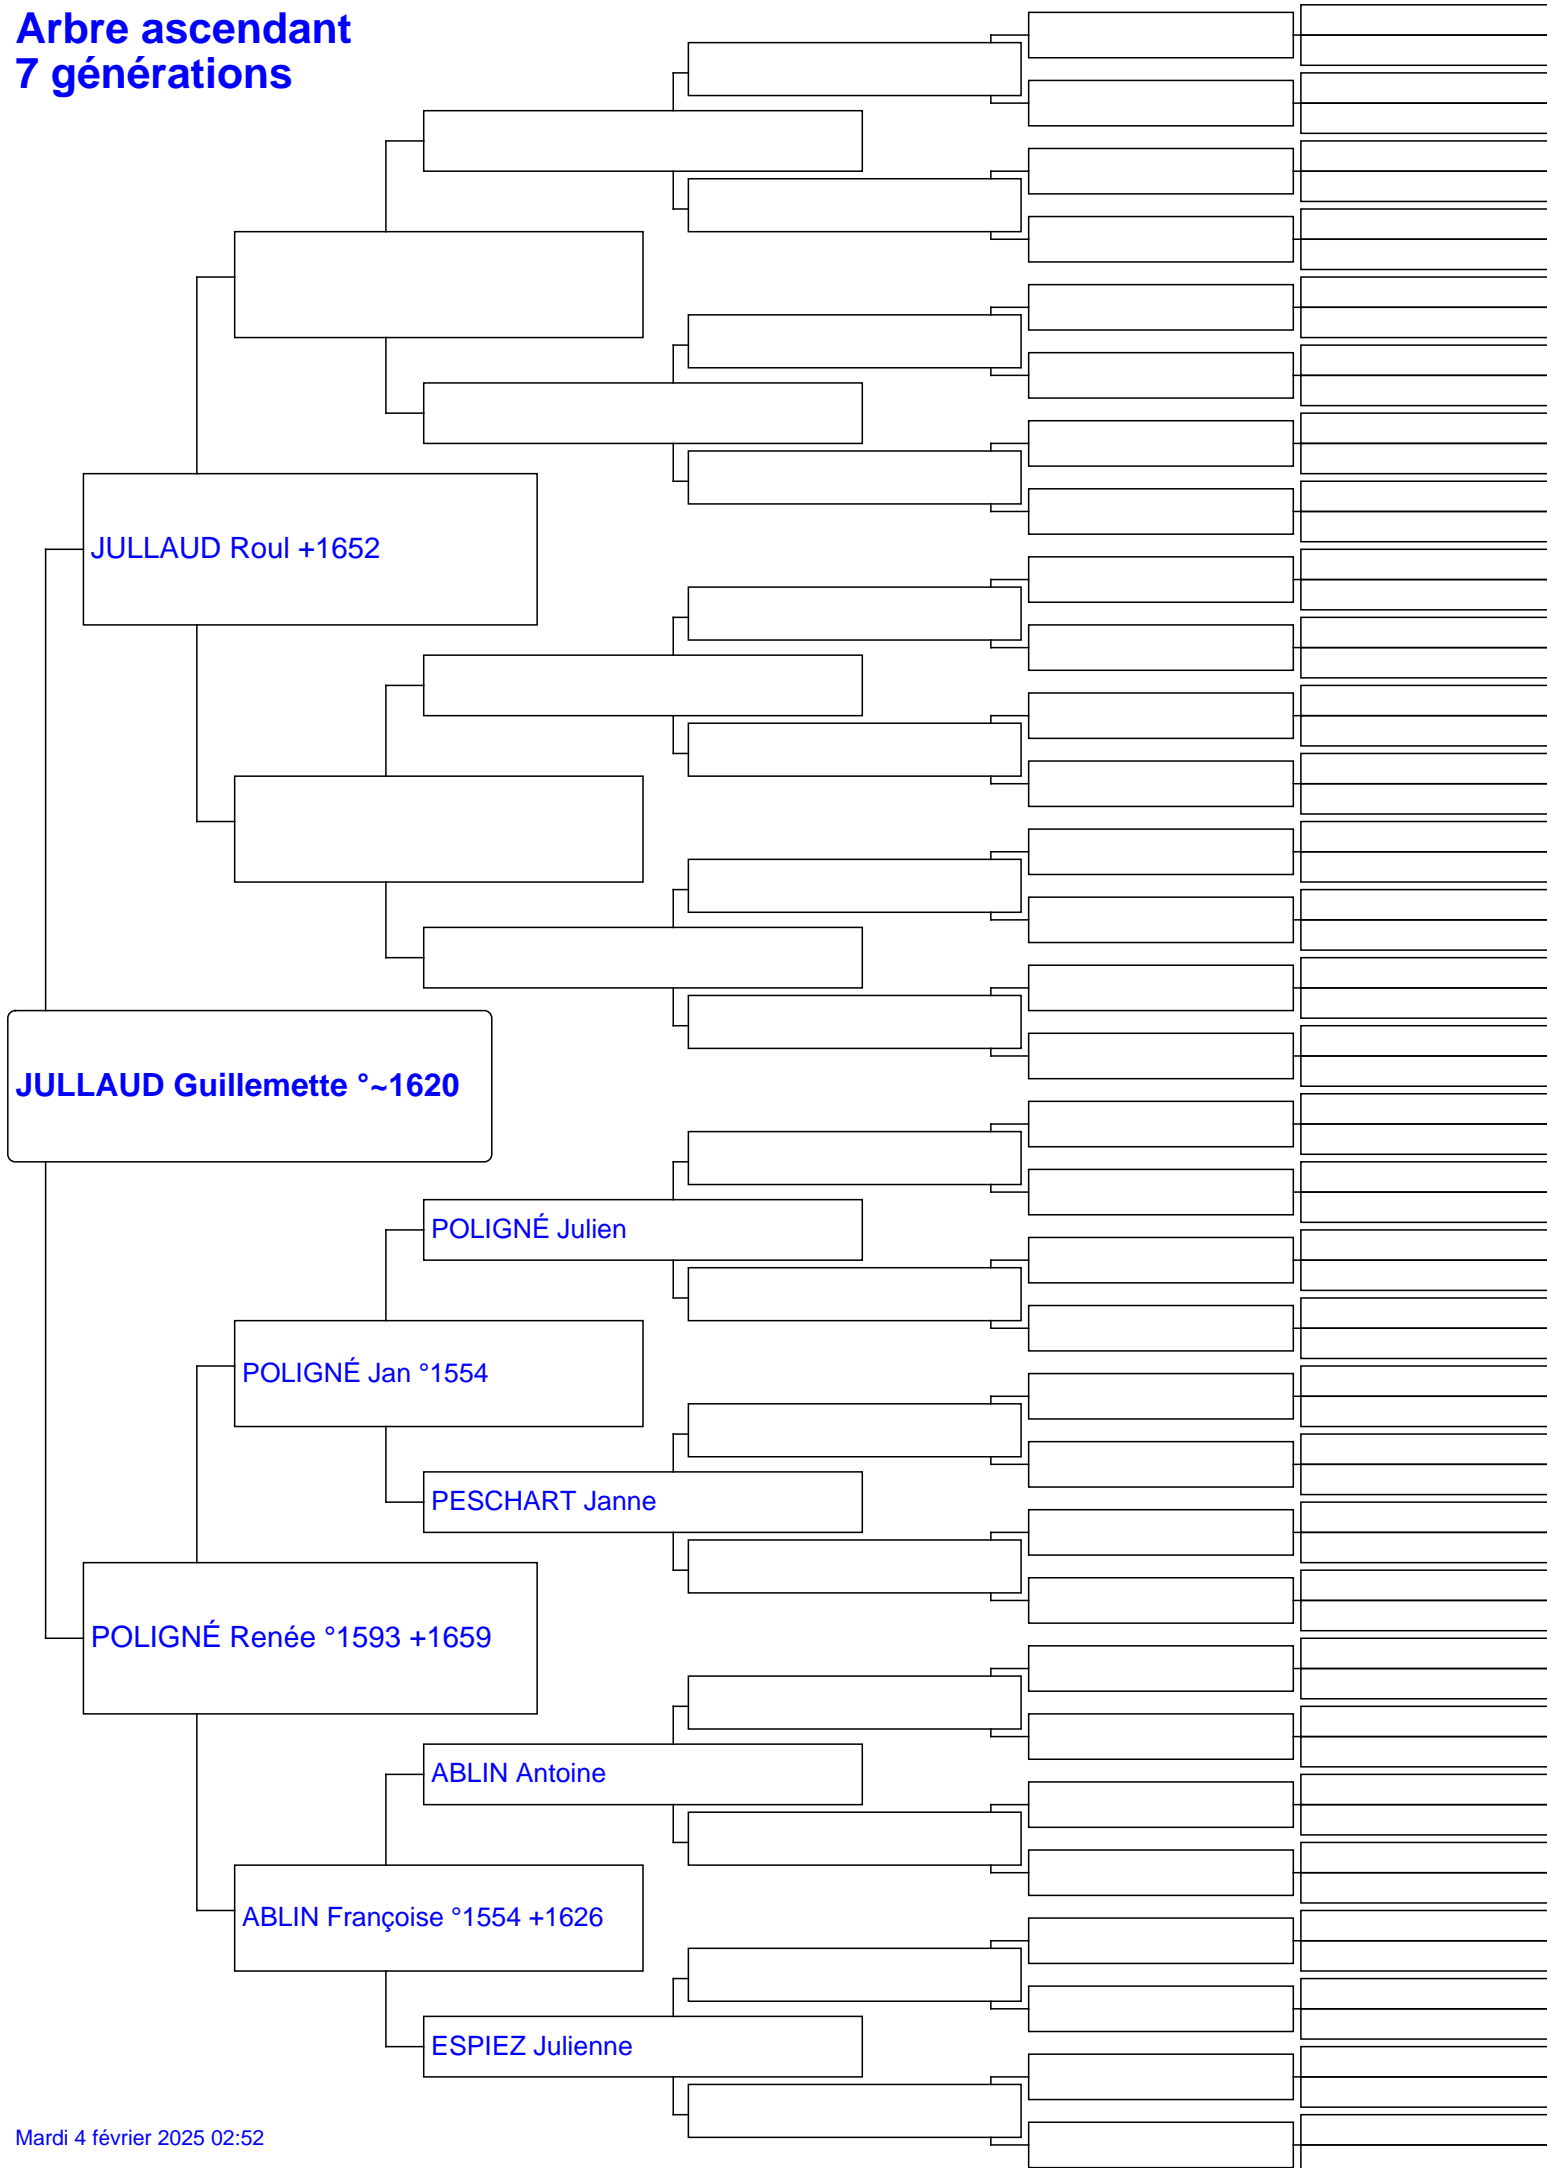 Arbre ascendant
7 générations
JULLAUD Roul +1652
JULLAUD Guillemette °~1620
POLIGNÉ Julien
POLIGNÉ Jan °1554
PESCHART Janne
POLIGNÉ Renée °1593 +1659
ABLIN Antoine
ABLIN Françoise °1554 +1626
ESPIEZ Julienne
Mardi 4 février 2025 02:52